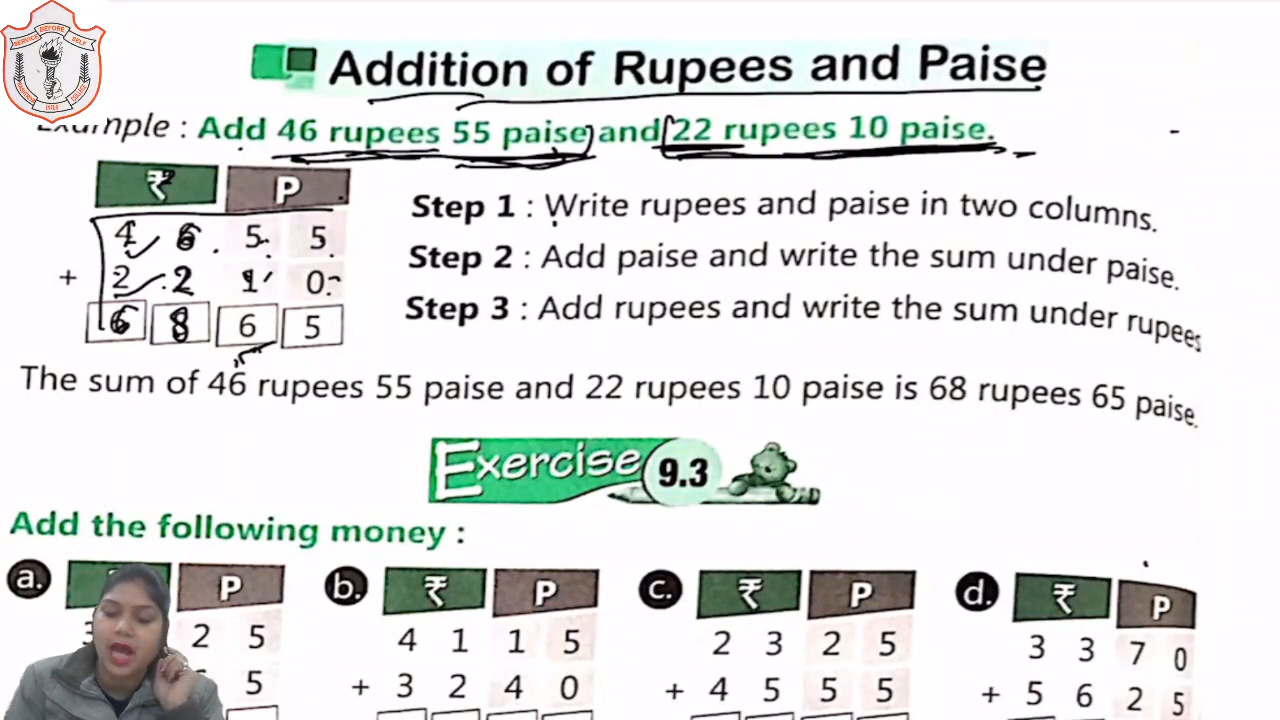 SERVICE BEFORE SELF
INTER
Addition of Rupees and Paise
Example : Add 46 rupees 55 paise and 22 rupees 10 paise.
₹ P
4 6 5 5
+ 2 2 1 0
6 8 6 5
Step 1 : Write rupees and paise in two columns.
Step 2 : Add paise and write the sum under paise.
Step 3 : Add rupees and write the sum under rupees
The sum of 46 rupees 55 paise and 22 rupees 10 paise is 68 rupees 65 paise.
Exercise 9.3
Add the following money :
a. P b. ₹ P c. ₹ P d. ₹ P
3 2 5 4 1 1 5 2 3 2 5 3 3 7 0
5 + 3 2 4 0 + 4 5 5 5 + 5 6 2 5